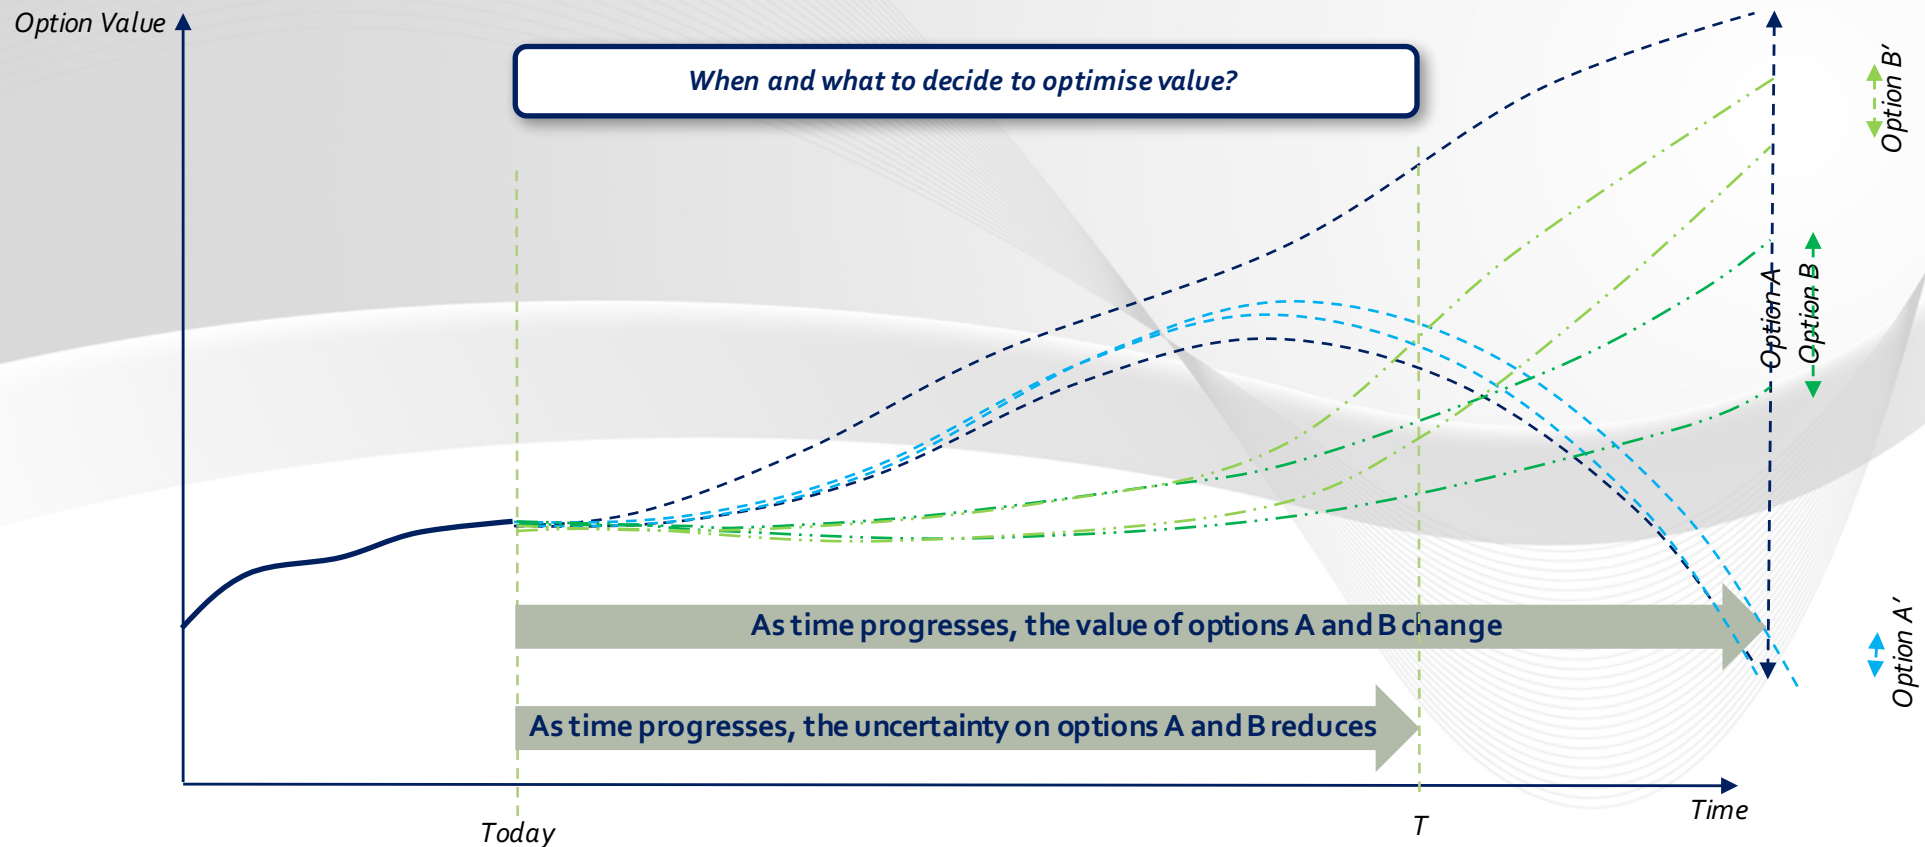 Option Value
When and what to decide to optimise value?
Option B’
Option A
Option B
As time progresses, the value of options A and B change
Option A’
As time progresses, the uncertainty on options A and B reduces
Time
Today
T